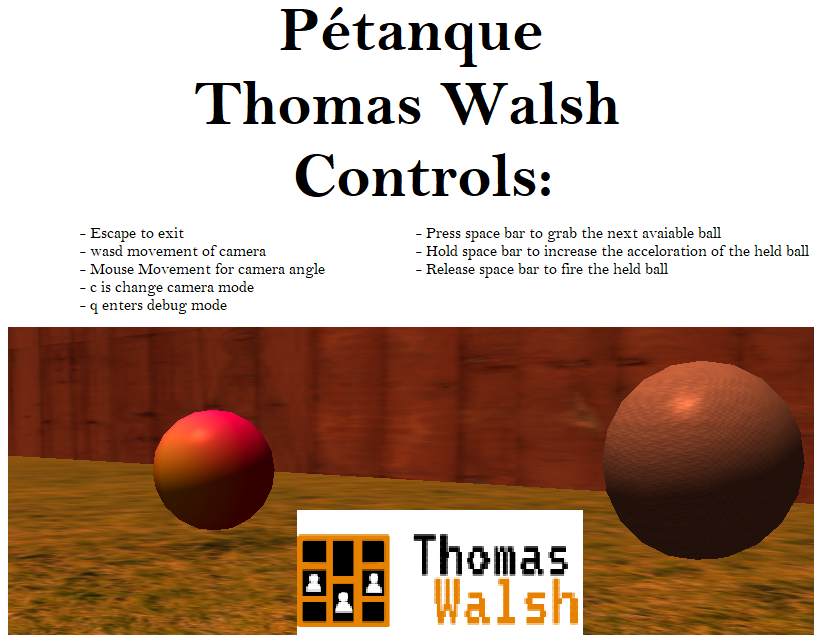 Pétanque
Thomas Walsh
Controls:
- Escape to exit
- wasd movement of camera
- Mouse Movement for camera angle
- c is change camera mode
- q enters debug mode
- Press space bar to grab the next avaiable ball
- Hold space bar to increase the acceloration of the held ball
- Release space bar to fire the held ball
Thomas
Walsh